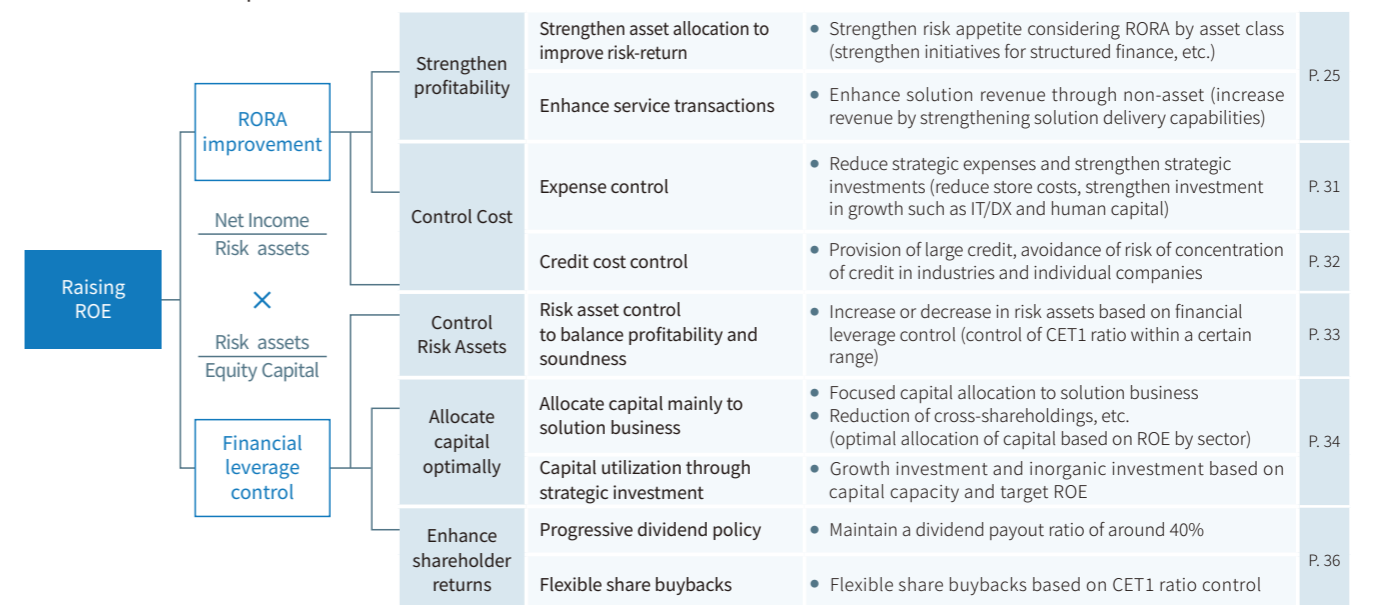 Raising
ROE
RORA
improvement
Net Income
Risk assets
×
Risk assets
Equity Capital
Financial
leverage
control
Strengthen
profitability
Strengthen asset allocation to
improve risk-return
● Strengthen risk appetite considering RORA by asset class
(strengthen initiatives for structured finance, etc.)
P. 25
Enhance service transactions
● Enhance solution revenue through non-asset (increase
revenue by strengthening solution delivery capabilities)
Control Cost
Expense control
● Reduce strategic expenses and strengthen strategic
investments (reduce store costs, strengthen investment
in growth such as IT/DX and human capital)
P. 31
Credit cost control
● Provision of large credit, avoidance of risk of concentration
of credit in industries and individual companies
P. 32
Control
Risk Assets
Risk asset control
to balance profitability and
soundness
● Increase or decrease in risk assets based on financial
leverage control (control of CET1 ratio within a certain
range)
P. 33
Allocate
capital
optimally
Allocate capital mainly to
solution business
● Focused capital allocation to solution business
● Reduction of cross-shareholdings, etc.
(optimal allocation of capital based on ROE by sector)
P. 34
Capital utilization through
strategic investment
● Growth investment and inorganic investment based on
capital capacity and target ROE
Enhance
shareholder
returns
Progressive dividend policy
● Maintain a dividend payout ratio of around 40%
P. 36
Flexible share buybacks
● Flexible share buybacks based on CET1 ratio control